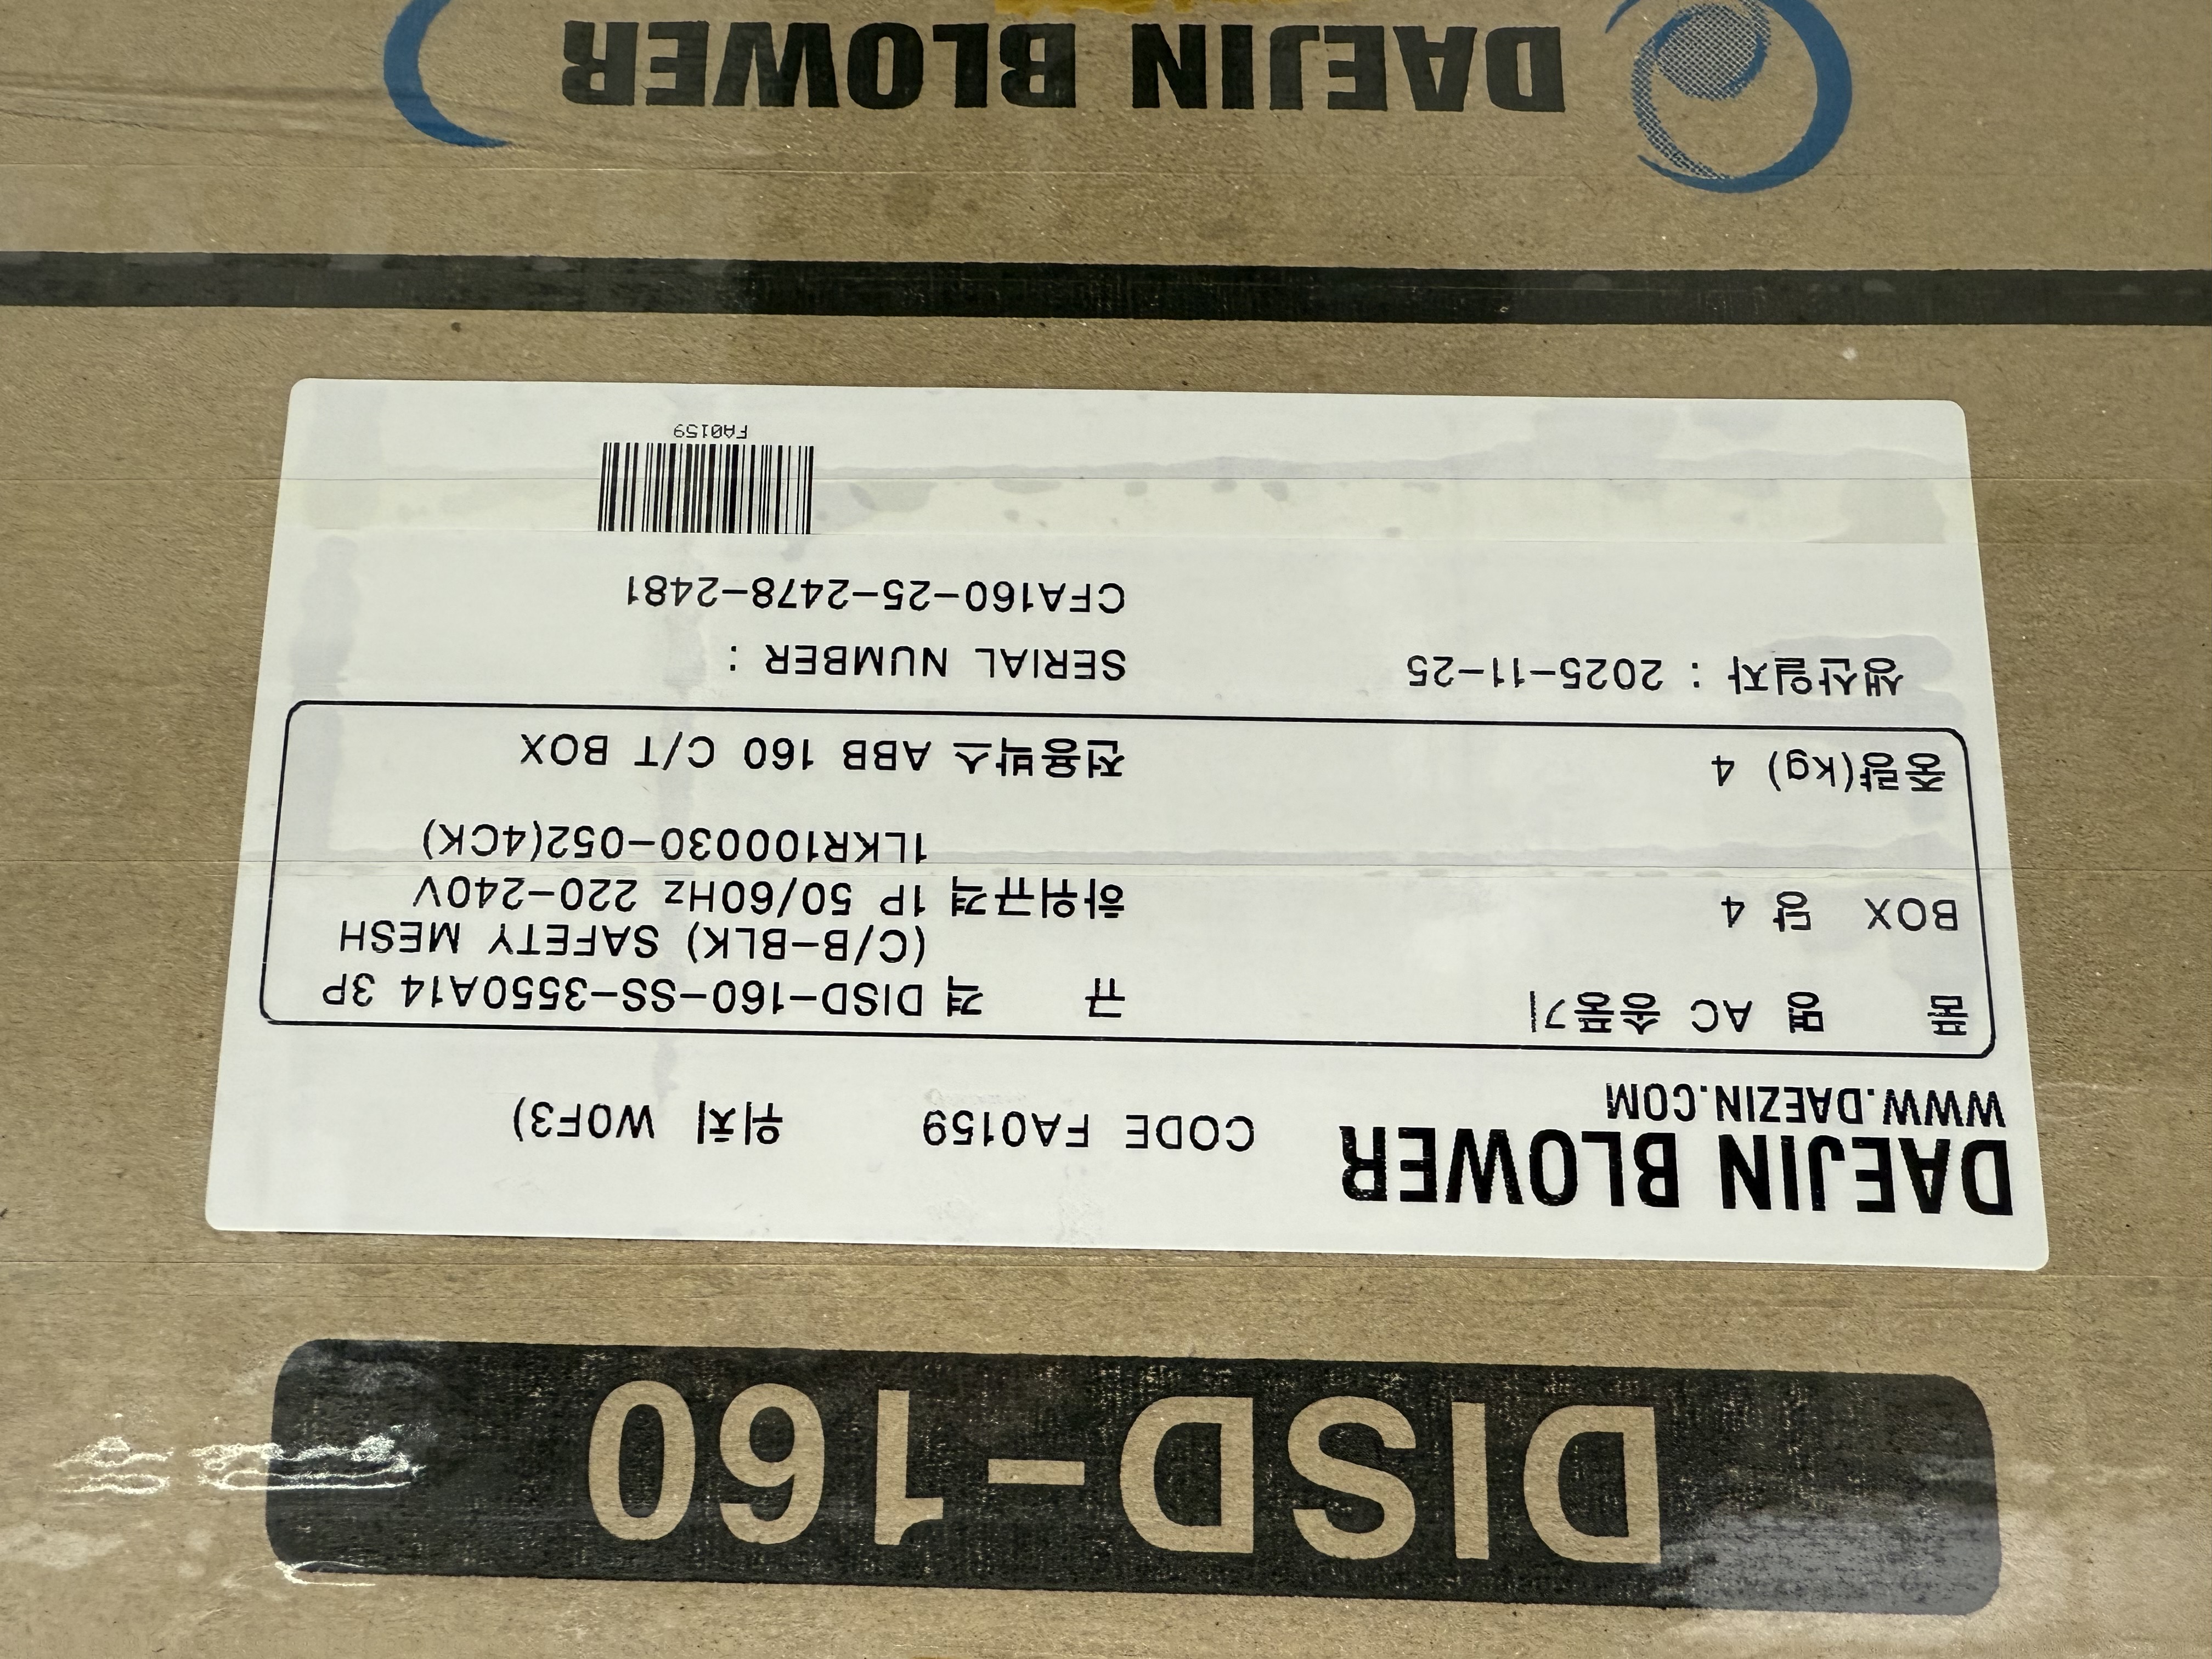 DISD-160
DAEJIN BLOWER
WWW.DAEZIN.COM
CODE FA0159
위치 W0F3)
품 명 AC 송풍기
규 격 DISD-160-SS-3550A14 3P
(C/B-BLK) SAFETY MESH
BOX 당 4
하위규격 1P 50/60Hz 220-240V
1LKR100030-052(4CK)
중량(kg) 4
전용박스 ABB 160 C/T BOX
생산일자 : 2025-11-25
SERIAL NUMBER :
CFA160-25-2478-2481
FA0159
DAEJIN BLOWER